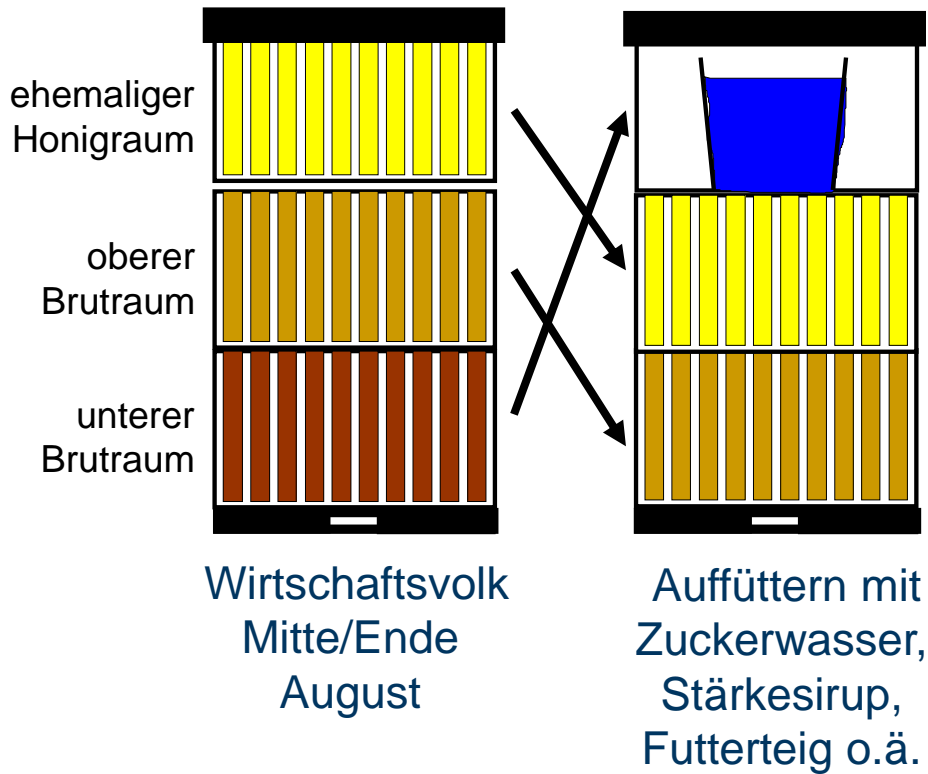 ehemaliger
Honigraum
oberer
Brutraum
unterer
Brutraum
Wirtschaftsvolk
Mitte/Ende
August
Auffüttern mit
Zuckerwasser,
Stärkesirup,
Futterteig o.ä.